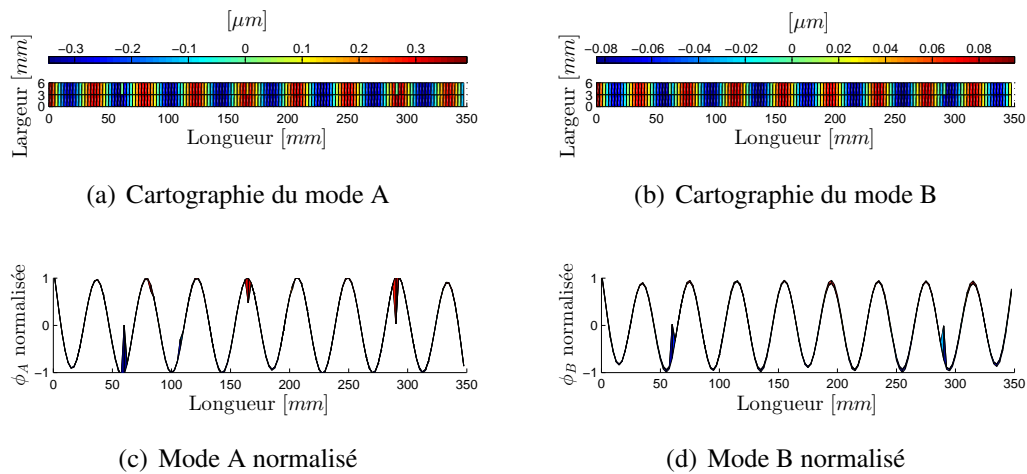 [μm]
−0.3 −0.2 −0.1 0 0.1 0.2 0.3
Largeur [mm]
6
3
0
0 50 100 150 200 250 300 350
Longueur [mm]
(a) Cartographie du mode A
[μm]
−0.08 −0.06 −0.04 −0.02 0 0.02 0.04 0.06 0.08
Largeur [mm]
6
3
0
0 50 100 150 200 250 300 350
Longueur [mm]
(b) Cartographie du mode B
ϕA normalisée
1
0
−1
0 50 100 150 200 250 300 350
Longueur [mm]
(c) Mode A normalisé
ϕB normalisée
1
0
−1
0 50 100 150 200 250 300 350
Longueur [mm]
(d) Mode B normalisé